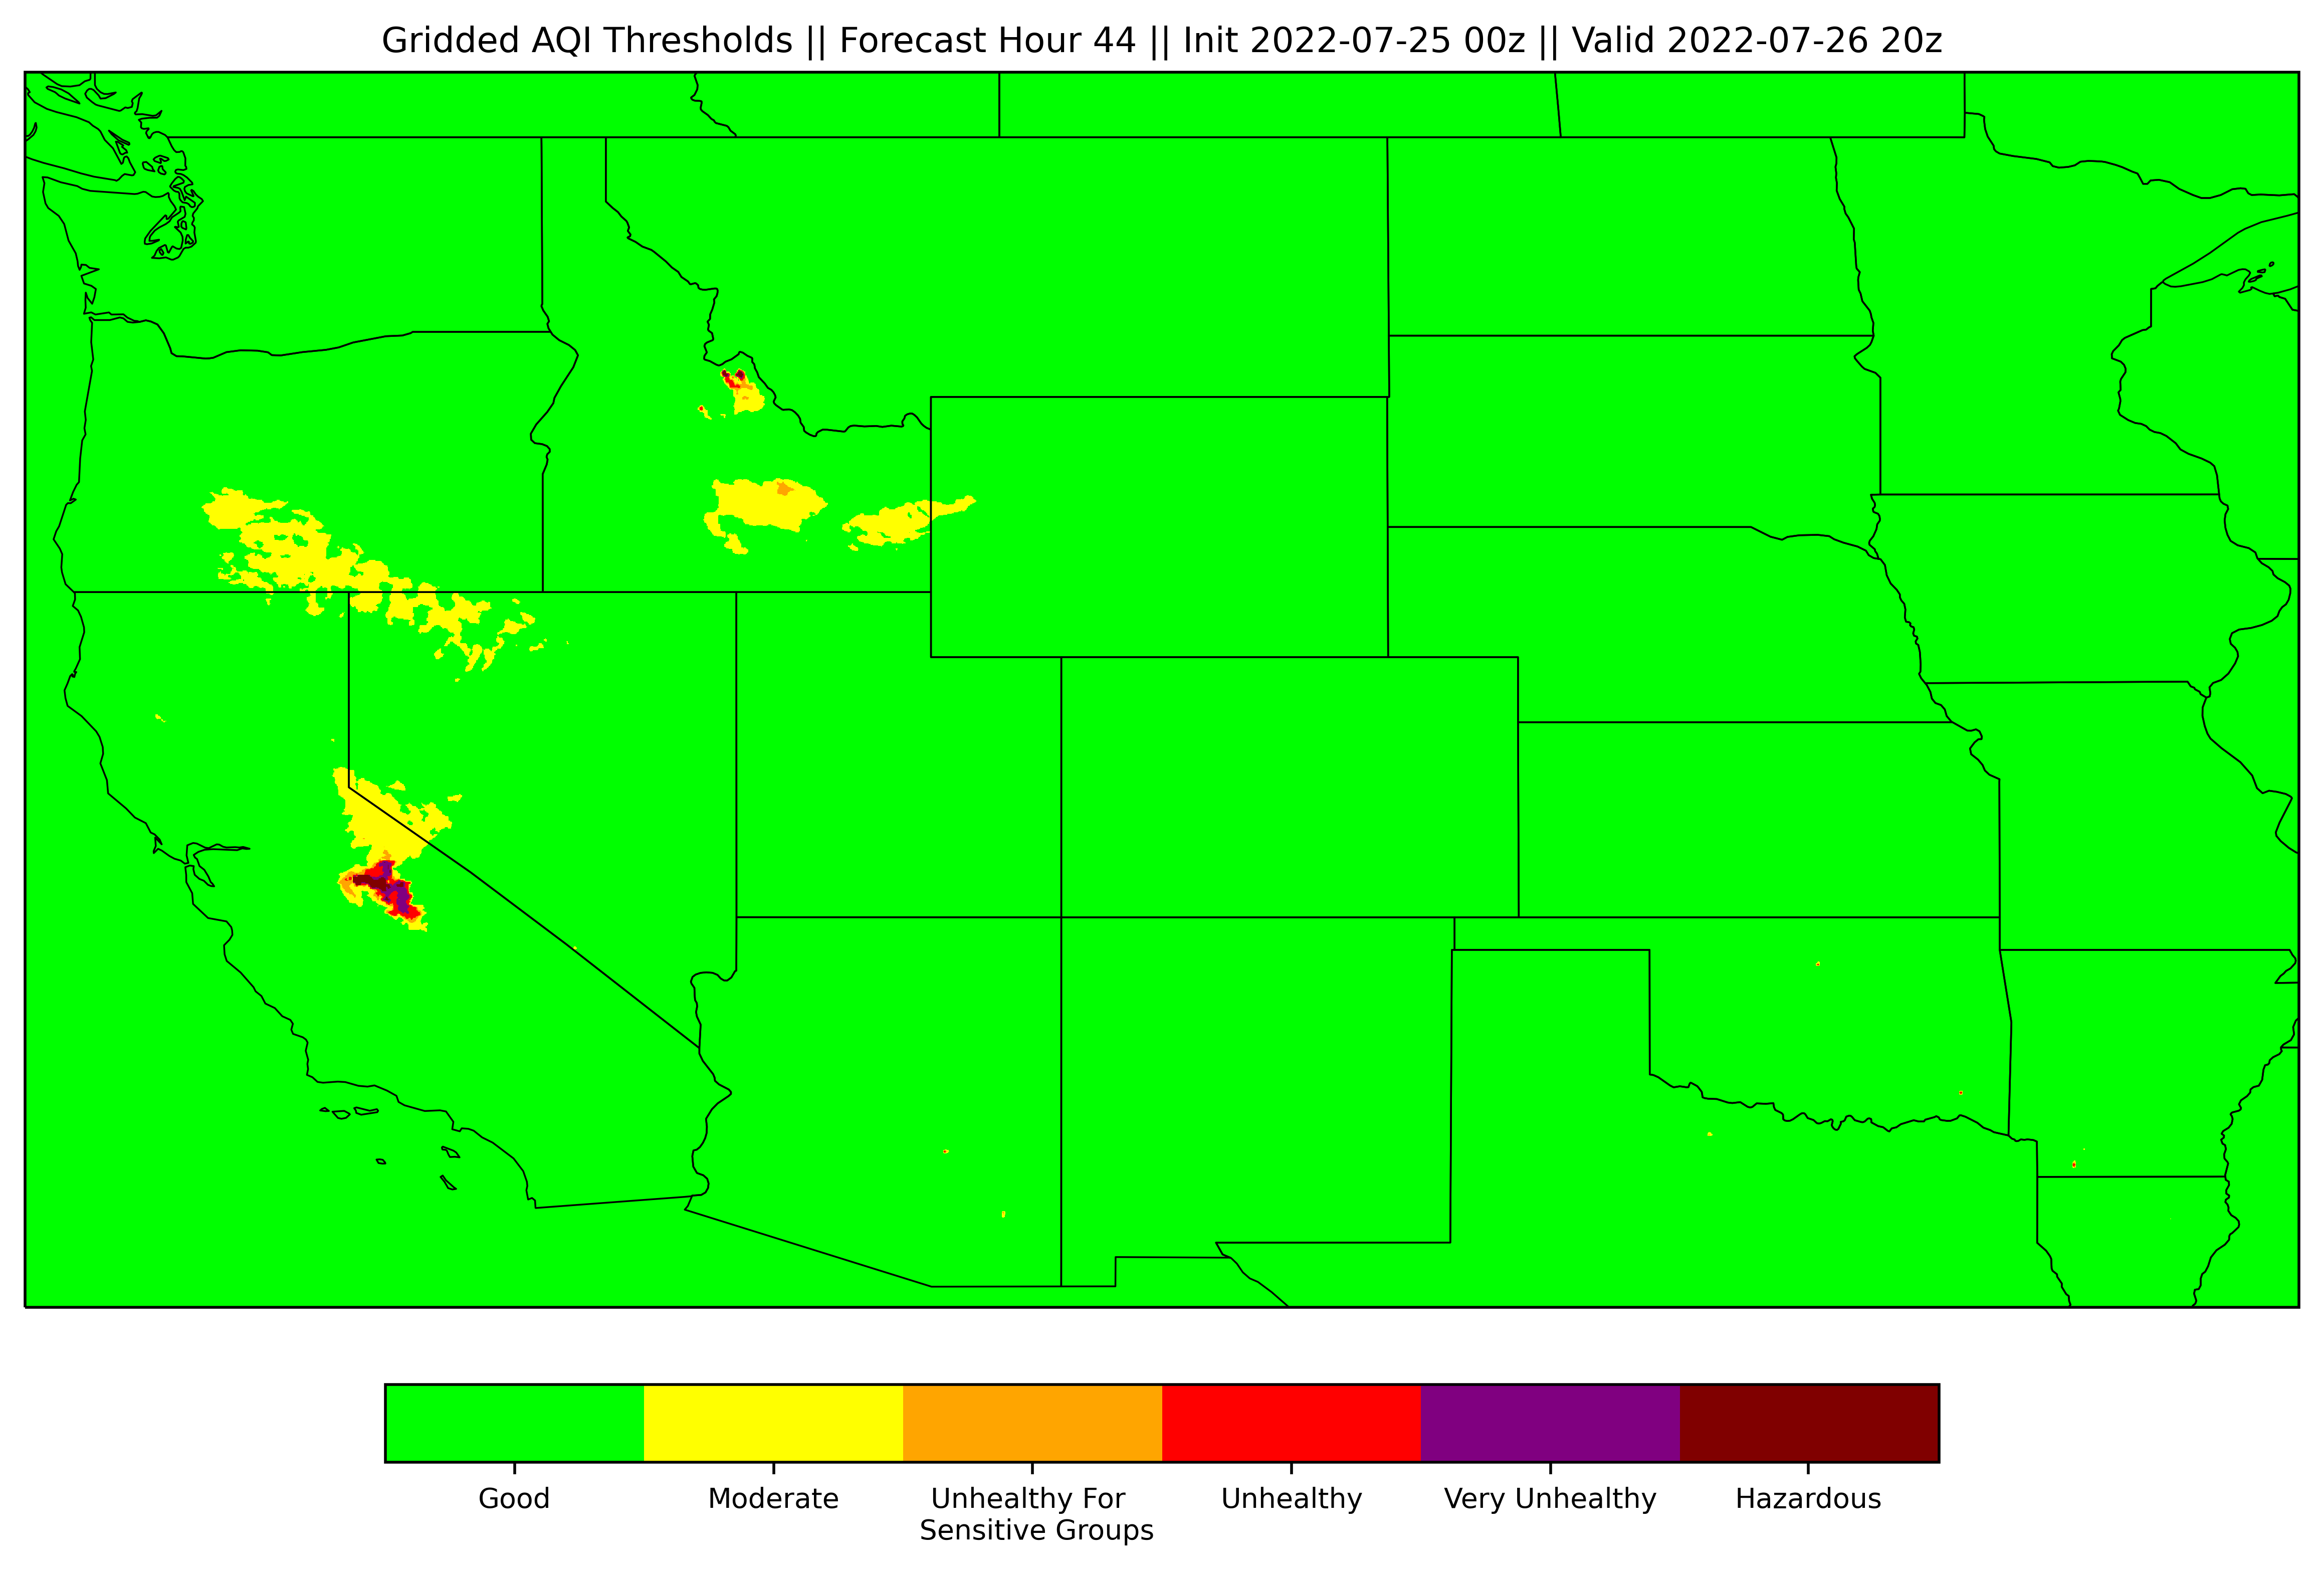 Gridded AQI Thresholds || Forecast Hour 44 || Init 2022-07-25 00z || Valid 2022-07-26 20z
Good
Moderate
Unhealthy For
Sensitive Groups
Unhealthy
Very Unhealthy
Hazardous